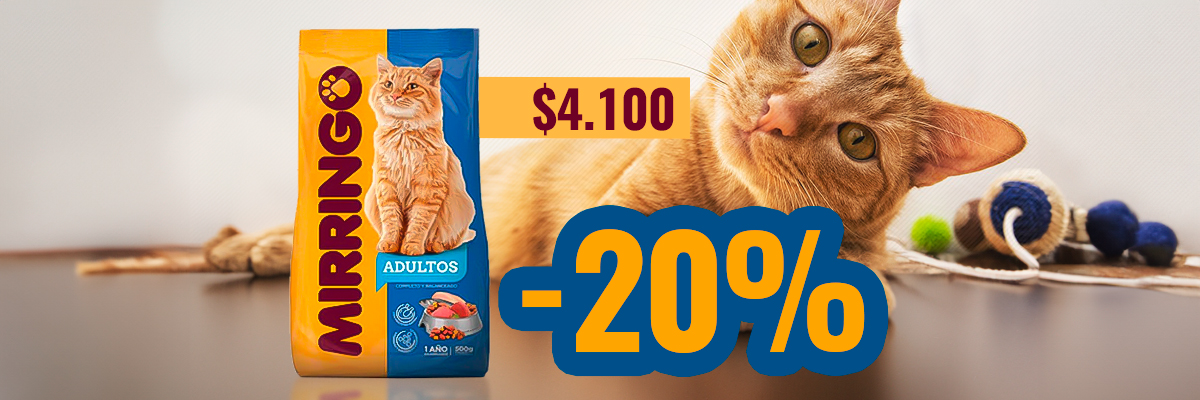 MIRRINGO
ADULTOS
COMPLETO Y BALANCEADO
1 AÑO
500g
$4.100
-20%